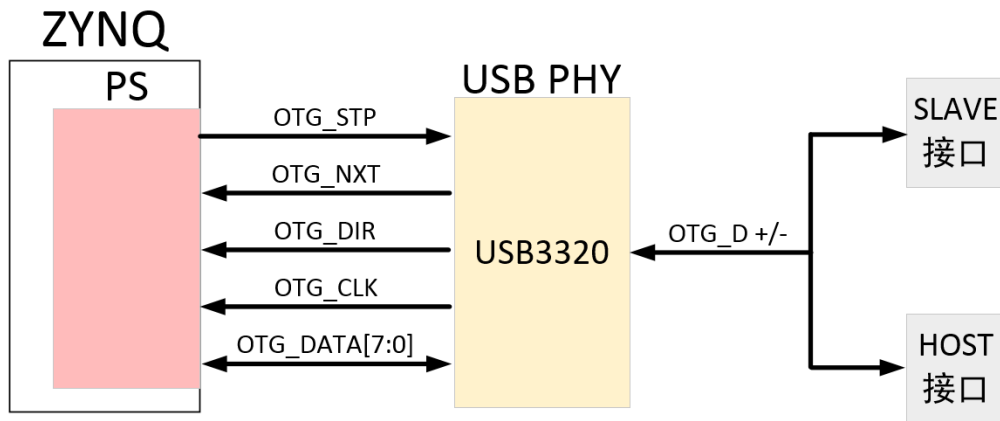 ZYNQ
PS
USB PHY
OTG_STP
OTG_NXT
OTG_DIR
OTG_CLK
OTG_DATA[7:0]
USB3320
OTG_D +/-
SLAVE
接口
HOST
接口